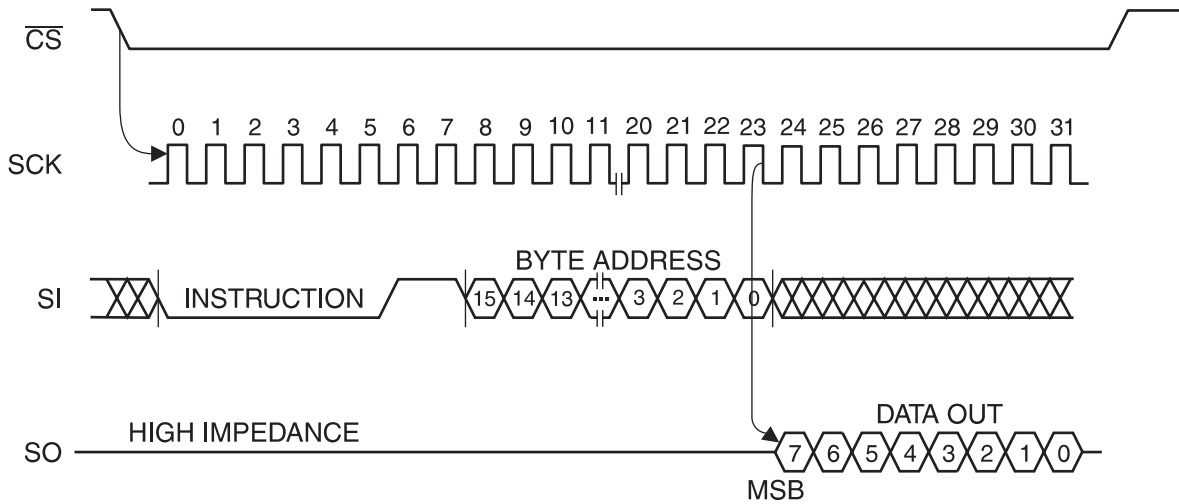 CS
0 1 2 3 4 5 6 7 8 9 10 11 20 21 22 23 24 25 26 27 28 29 30 31
SCK
BYTE ADDRESS
SI INSTRUCTION 15 14 13 ... 3 2 1 0
DATA OUT
HIGH IMPEDANCE
SO 7 6 5 4 3 2 1 0
MSB